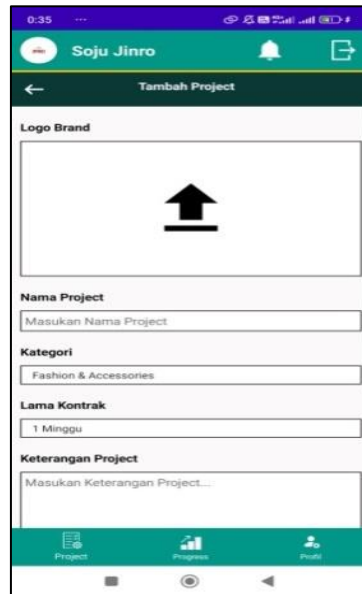 0:35
Soju Jinro
Tambah Project
Logo Brand
Nama Project
Masukan Nama Project
Kategori
Fashion & Accessories
Lama Kontrak
1 Minggu
Keterangan Project
Masukan Keterangan Project...
Project
Progress
Profil